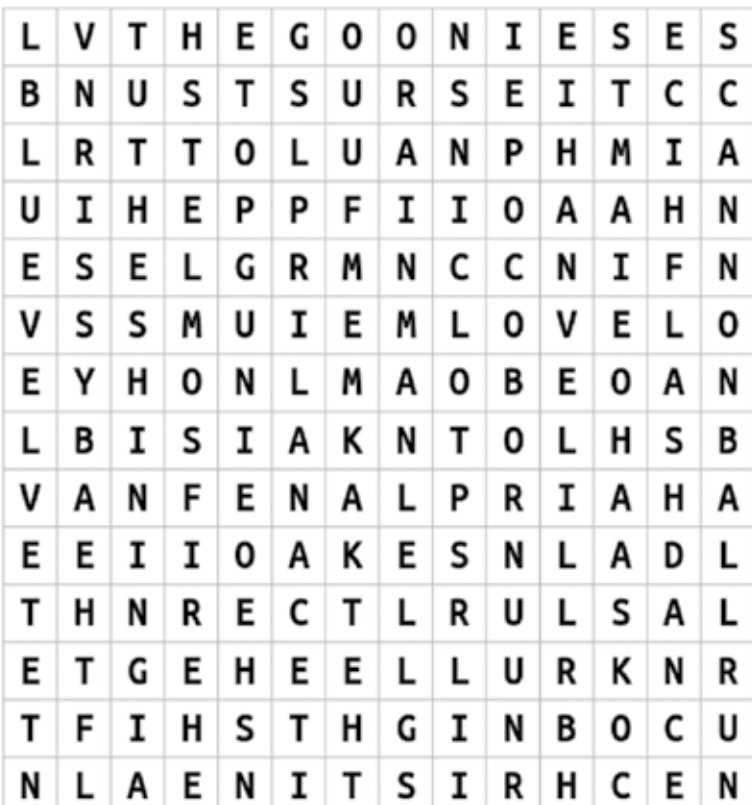 L V T H E G O O N I E S E S
B N U S T S U R S E I T C C
L R T T O L U A N P H M I A
U I H E P P F I I O A A H N
E S E L G R M N C C N I F N
V S S M U I E M L O V E L O
E Y H O N L M A O B E O A N
L B I S I A K N T O L H S B
V A N F E N A L P R I A H A
E E I I O A K E S N L A D L
T H N R E C T L R U L S A L
E T G E H E E L L U R K N R
T F I H S T H G I N B O C U
N L A E N I T S I R H C E N